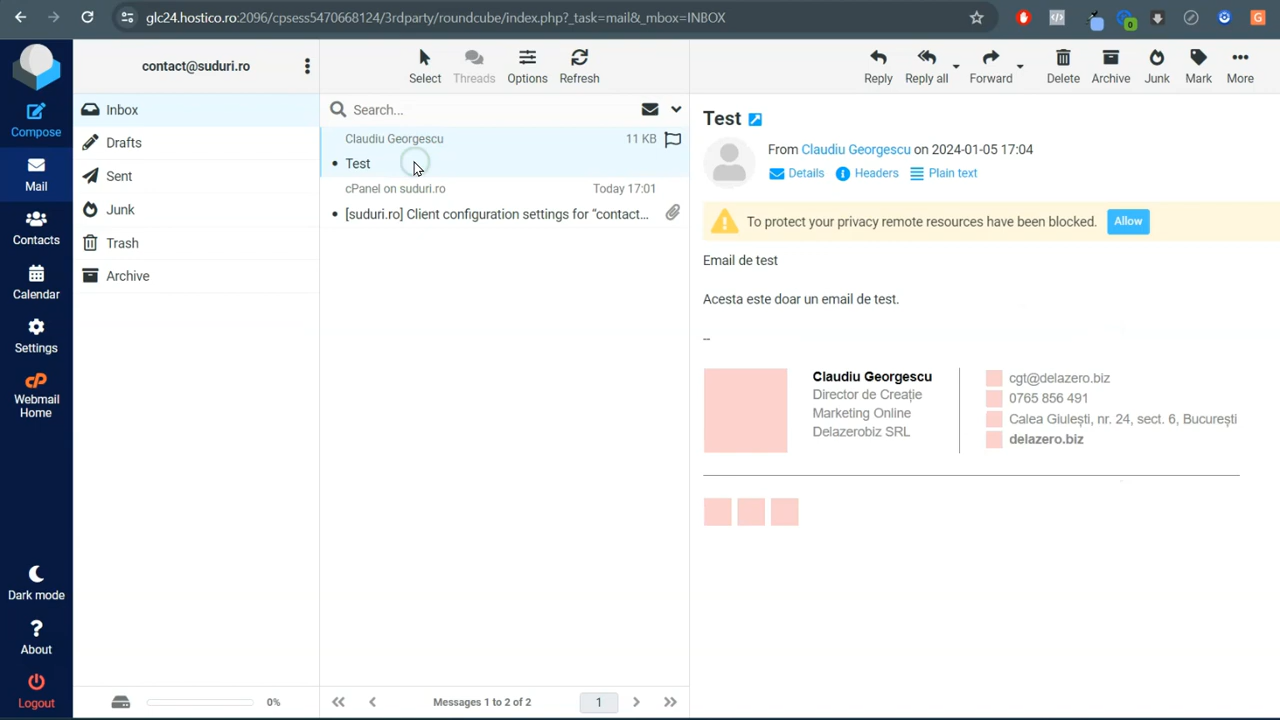 glc24.hostico.ro:2096/cpsess5470668124/3rdparty/roundcube/index.php?_task=mail&_mbox=INBOX
contact@suduri.ro
Compose
Mail
Contacts
Calendar
Settings
Webmail
Home
Dark mode
About
Logout
Inbox
Drafts
Sent
Junk
Trash
Archive
0%
Select
Threads
Options
Refresh
Search...
Claudiu Georgescu 11 KB
Test
cPanel on suduri.ro Today 17:01
[suduri.ro] Client configuration settings for “contact...
Messages 1 to 2 of 2
1
Reply
Reply all
Forward
Delete
Archive
Junk
Mark
More
Test
From Claudiu Georgescu on 2024-01-05 17:04
Details Headers Plain text
To protect your privacy remote resources have been blocked. Allow
Email de test
Acesta este doar un email de test.
--
Claudiu Georgescu
Director de Creație
Marketing Online
Delazerobiz SRL
cgt@delazero.biz
0765 856 491
Calea Giulești, nr. 24, sect. 6, București
delazero.biz